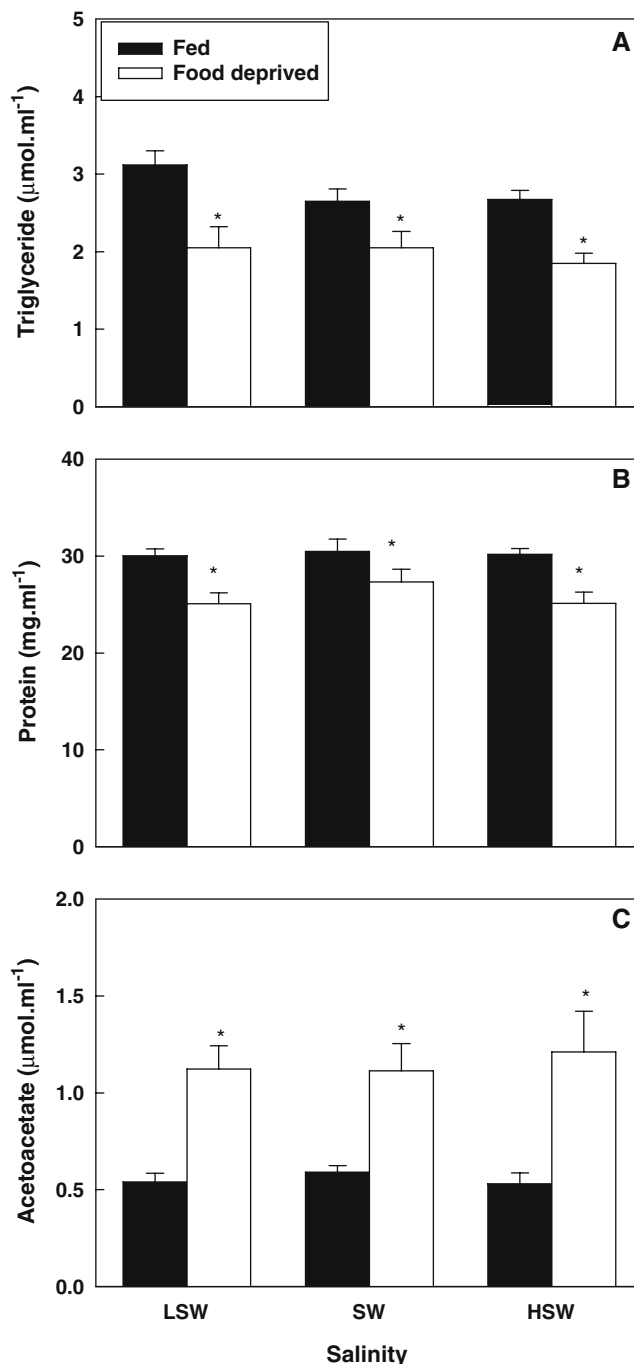 A
Fed
Food deprived
5
4
3
2
1
0
Triglyceride (μmol.ml⁻¹)
*
*
*
B
40
30
20
10
0
Protein (mg.ml⁻¹)
*
*
*
C
2.0
1.5
1.0
0.5
0.0
Acetoacetate (μmol.ml⁻¹)
*
*
*
LSW SW HSW
Salinity